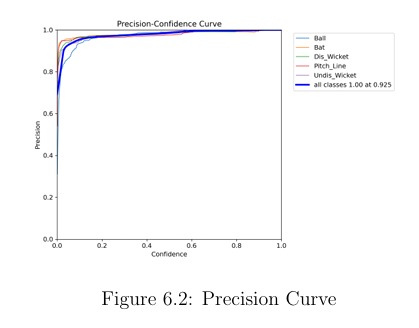 Precision-Confidence Curve
1.0
0.8
0.6
0.4
0.2
0.0
Precision
0.0 0.2 0.4 0.6 0.8 1.0
Confidence
Ball
Bat
Dis_Wicket
Pitch_Line
Undis_Wicket
all classes 1.00 at 0.925
Figure 6.2: Precision Curve